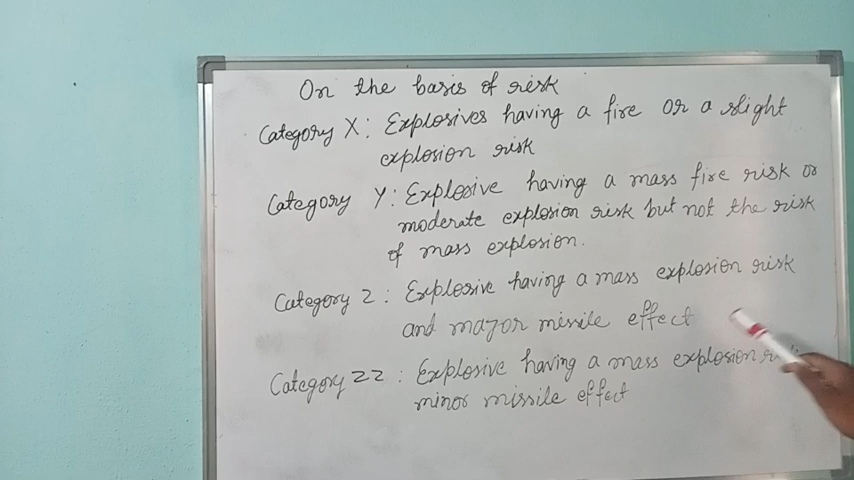 On the basis of risk
Category X: Explosives having a fire or a slight
explosion risk
Category Y: Explosive having a mass fire risk or
moderate explosion risk but not the risk
of mass explosion.
Category Z: Explosive having a mass explosion risk
and major missile effect
Category ZZ: Explosive having a mass explosion
minor missile effect